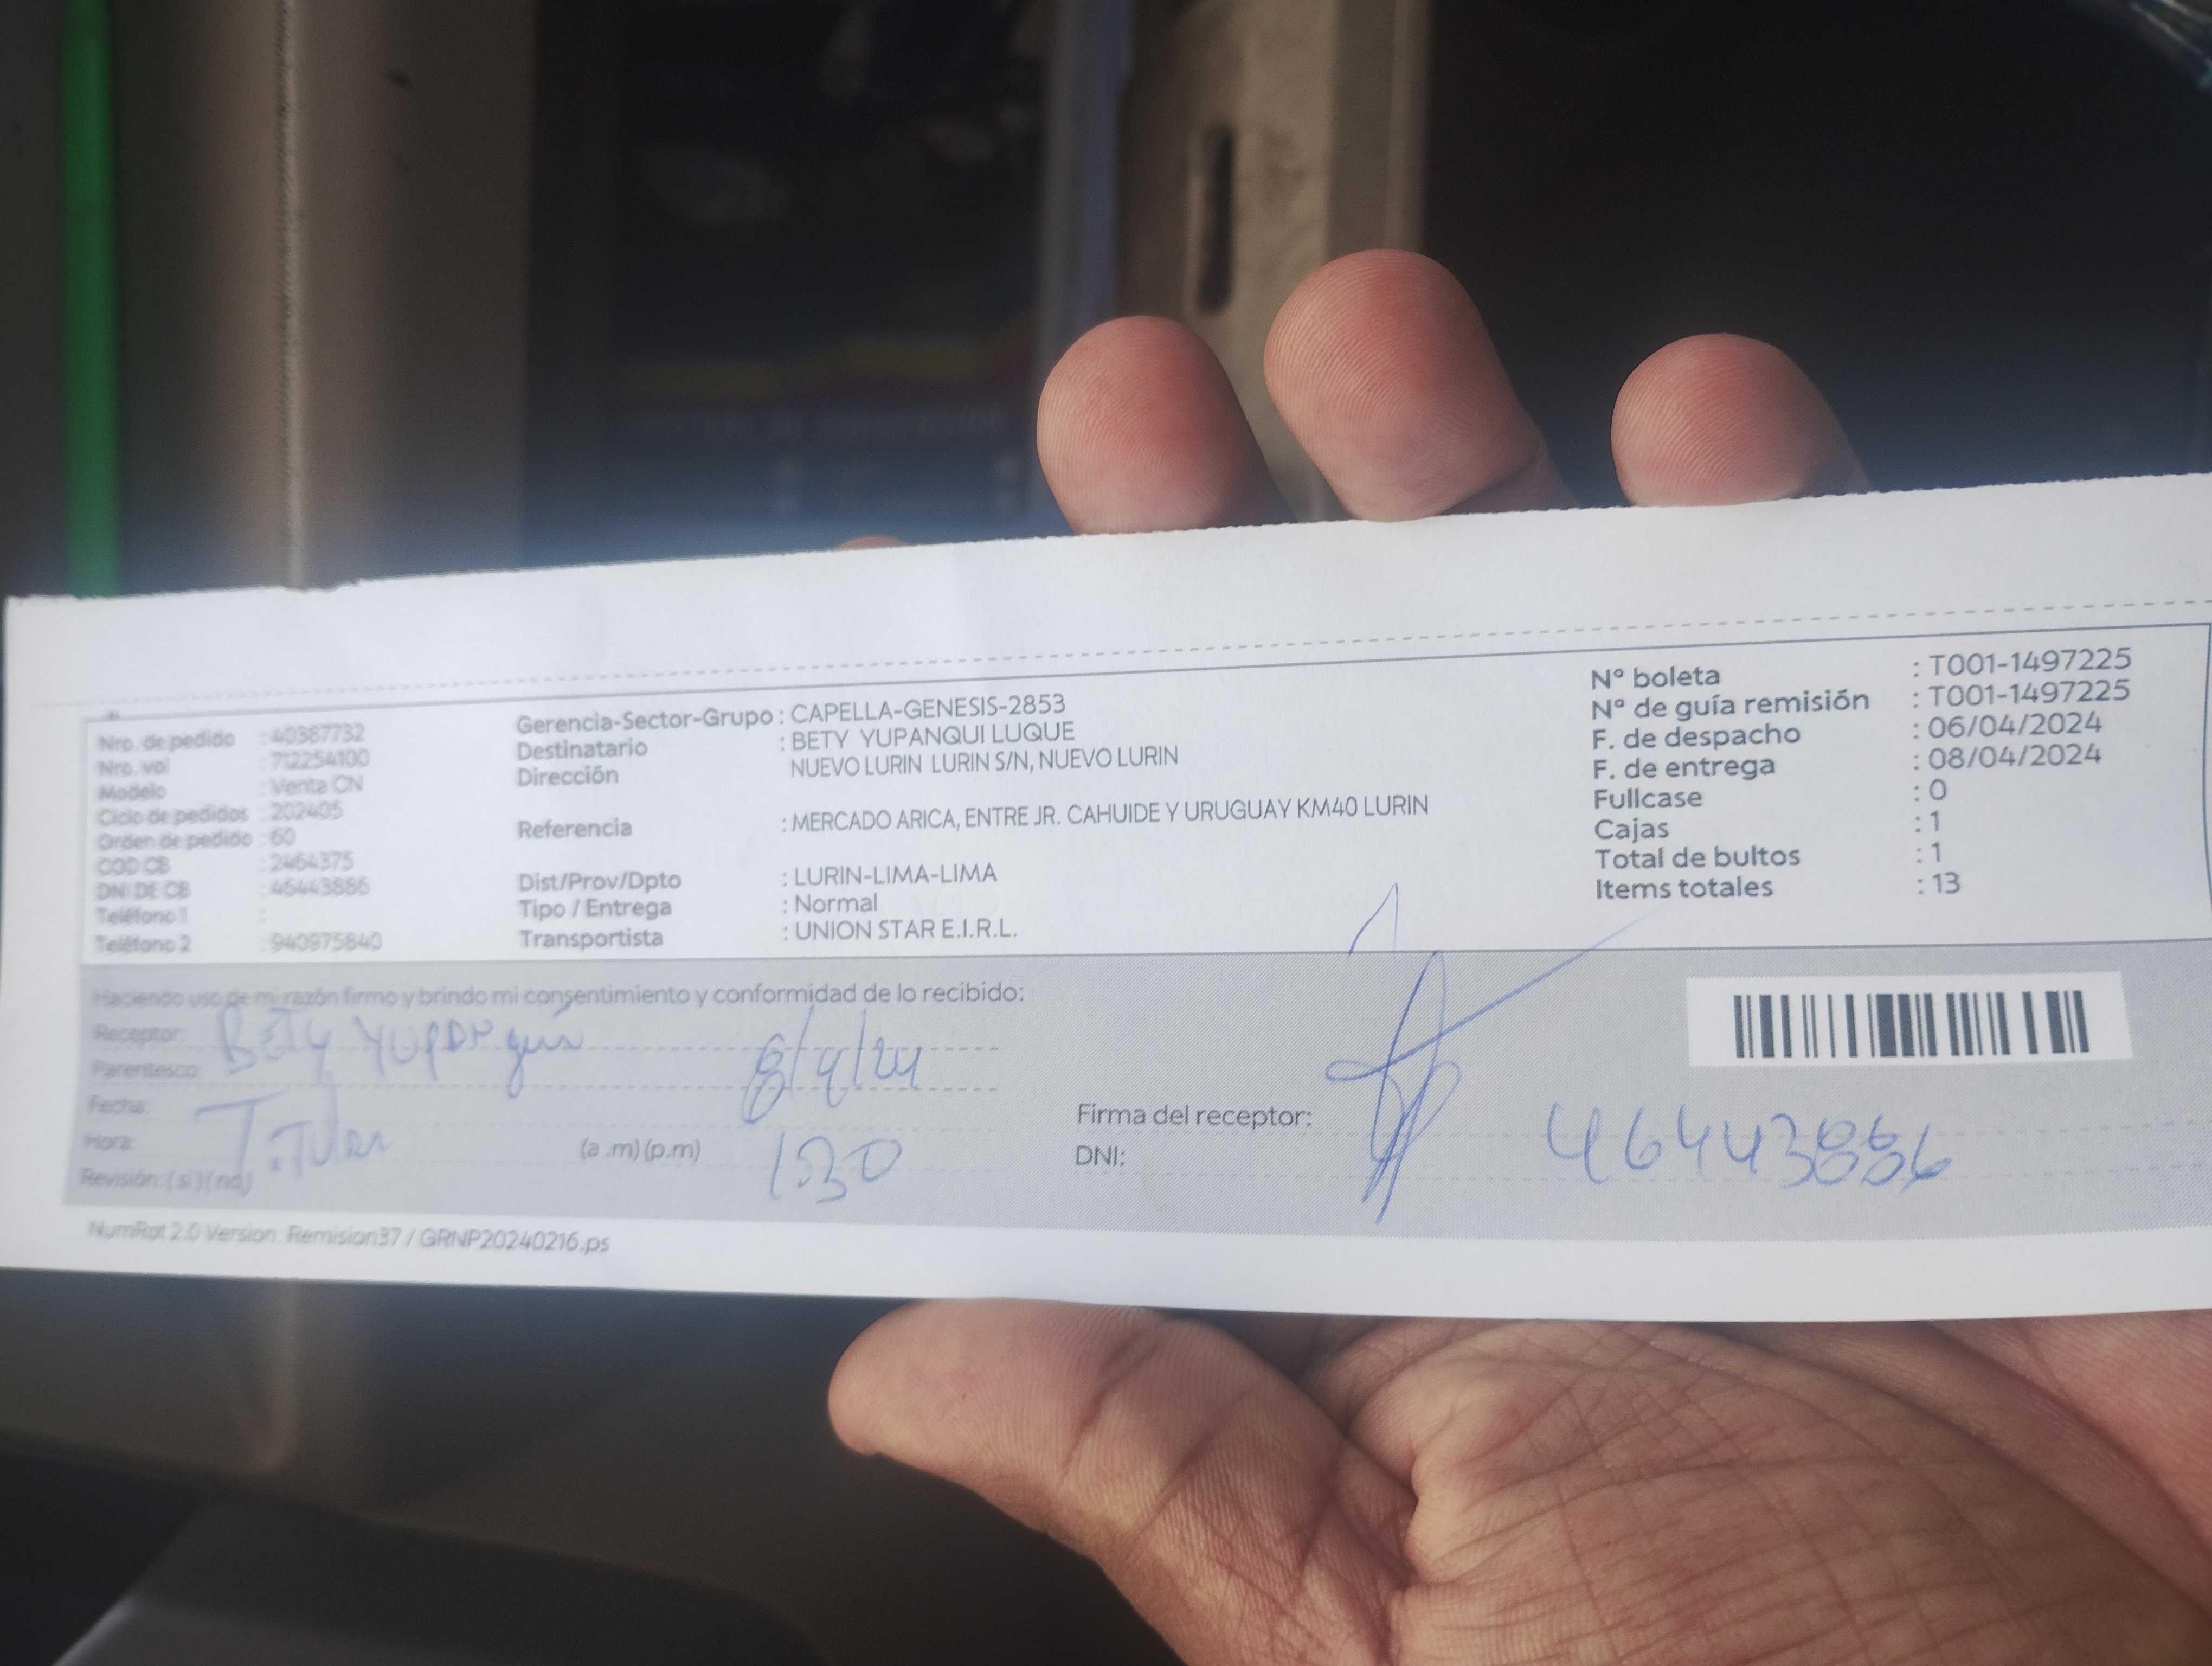 Nro. de pedido : 40387732
Nro. vol : 712254100
Modelo : Venta CN
Ciclo de pedidos : 202405
Orden de pedido : 60
COD CB : 2464375
DNI DE CB : 46443886
Teléfono 1 :
Teléfono 2 : 940975840
Gerencia-Sector-Grupo : CAPELLA-GENESIS-2853
Destinatario : BETY YUPANQUI LUQUE
Dirección NUEVO LURIN LURIN S/N, NUEVO LURIN
Referencia : MERCADO ARICA, ENTRE JR. CAHUIDE Y URUGUAY KM40 LURIN
Dist/Prov/Dpto : LURIN-LIMA-LIMA
Tipo / Entrega : Normal
Transportista : UNION STAR E.I.R.L.
Nº boleta : T001-1497225
Nº de guía remisión : T001-1497225
F. de despacho : 06/04/2024
F. de entrega : 08/04/2024
Fullcase : 0
Cajas : 1
Total de bultos : 1
Items totales : 13
Haciendo uso de mi razón firmo y brindo mi consentimiento y conformidad de lo recibido:
Receptor: Bety Yupanqui
Parentesco: 8/4/24
Fecha: Titular
Hora: (a .m) (p.m) 1:30
Revisión: ( si ) ( no )
Firma del receptor:
DNI: 46443886
NumRot 2.0 Version: Remision37 / GRNP20240216.ps